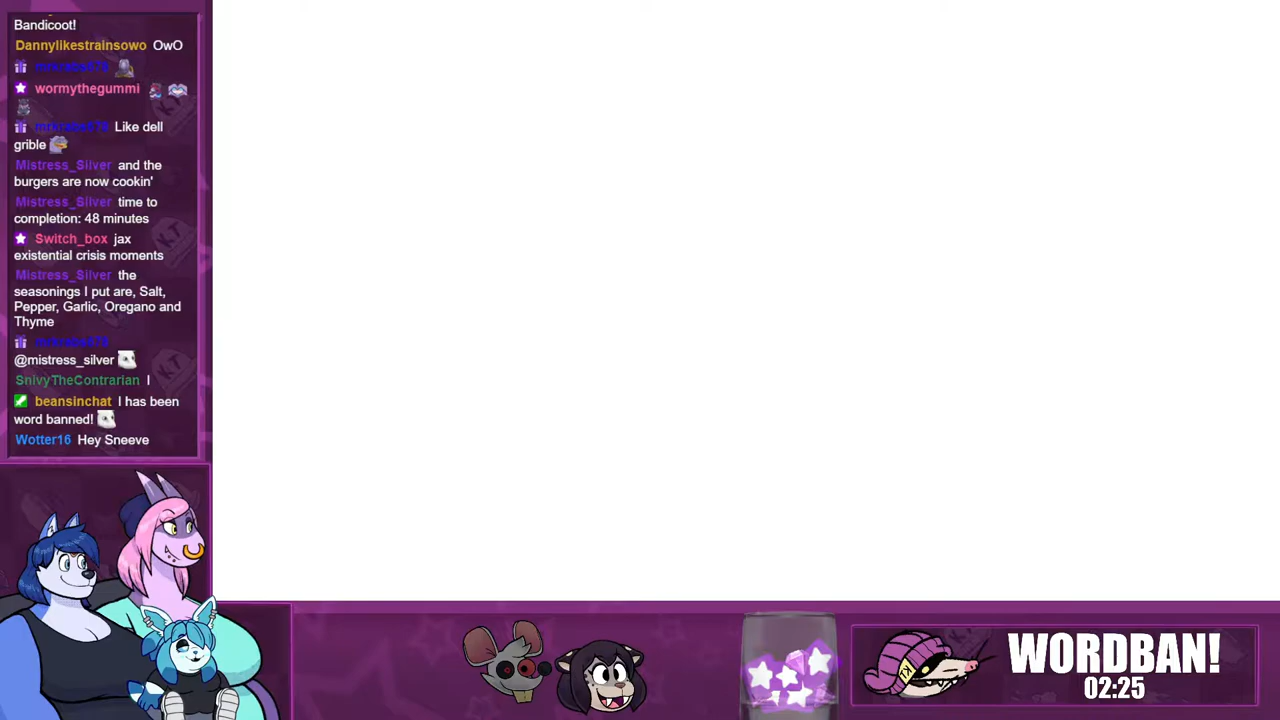 Bandicoot!
Dannylikestrainsowo OwO
wormythegummi
Like dell
grible
Mistress_Silver and the
burgers are now cookin'
Mistress_Silver time to
completion: 48 minutes
Switch_box jax
existential crisis moments
Mistress_Silver the
seasonings I put are, Salt,
Pepper, Garlic, Oregano and
Thyme
@mistress_silver
SnivyTheContrarian I
beansinchat I has been
word banned!
Wotter16 Hey Sneeve
WORDBAN!
02:25